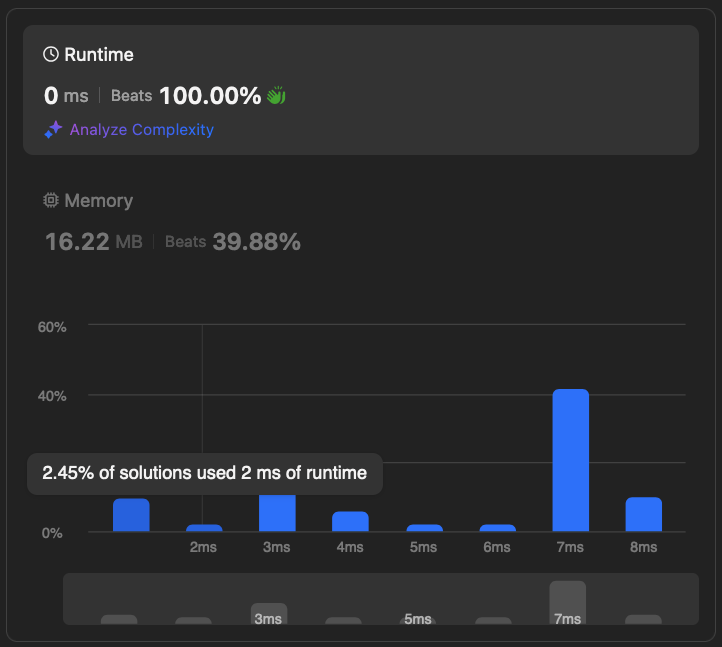 Runtime
0 ms | Beats 100.00%
Analyze Complexity
Memory
16.22 MB | Beats 39.88%
60%
40%
2.45% of solutions used 2 ms of runtime
0%
2ms 3ms 4ms 5ms 6ms 7ms 8ms
3ms 5ms 7ms